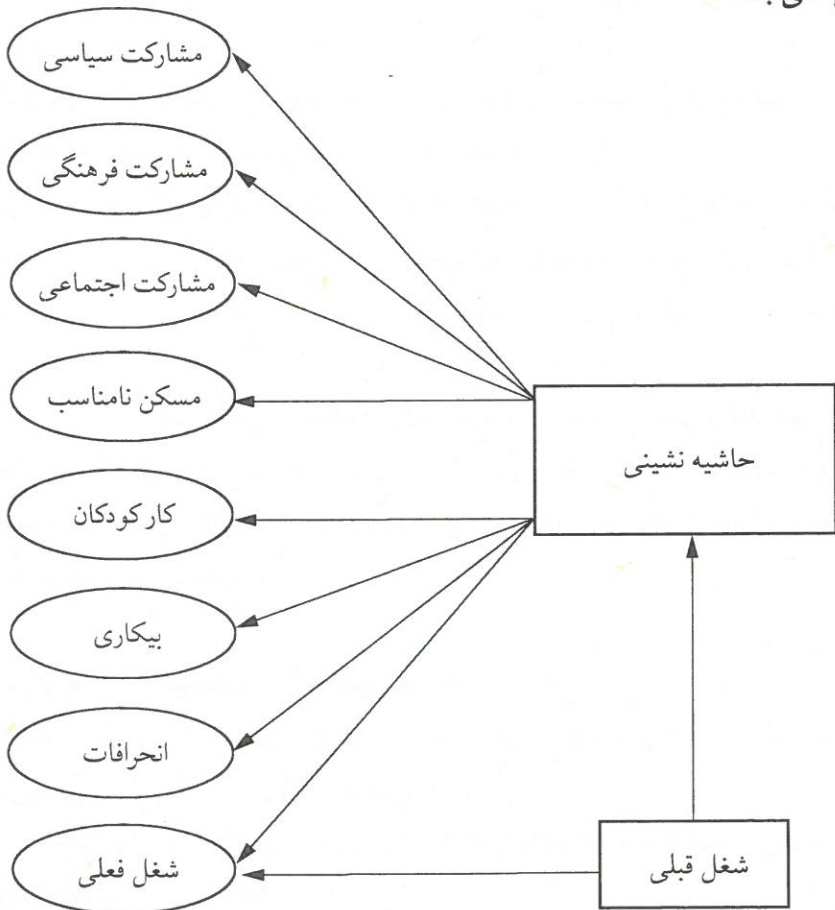 مشارکت سیاسی
مشارکت فرهنگی
مشارکت اجتماعی
مسکن نامناسب
حاشیه نشینی
کار کودکان
بیکاری
انحرافات
شغل قبلی
شغل فعلی